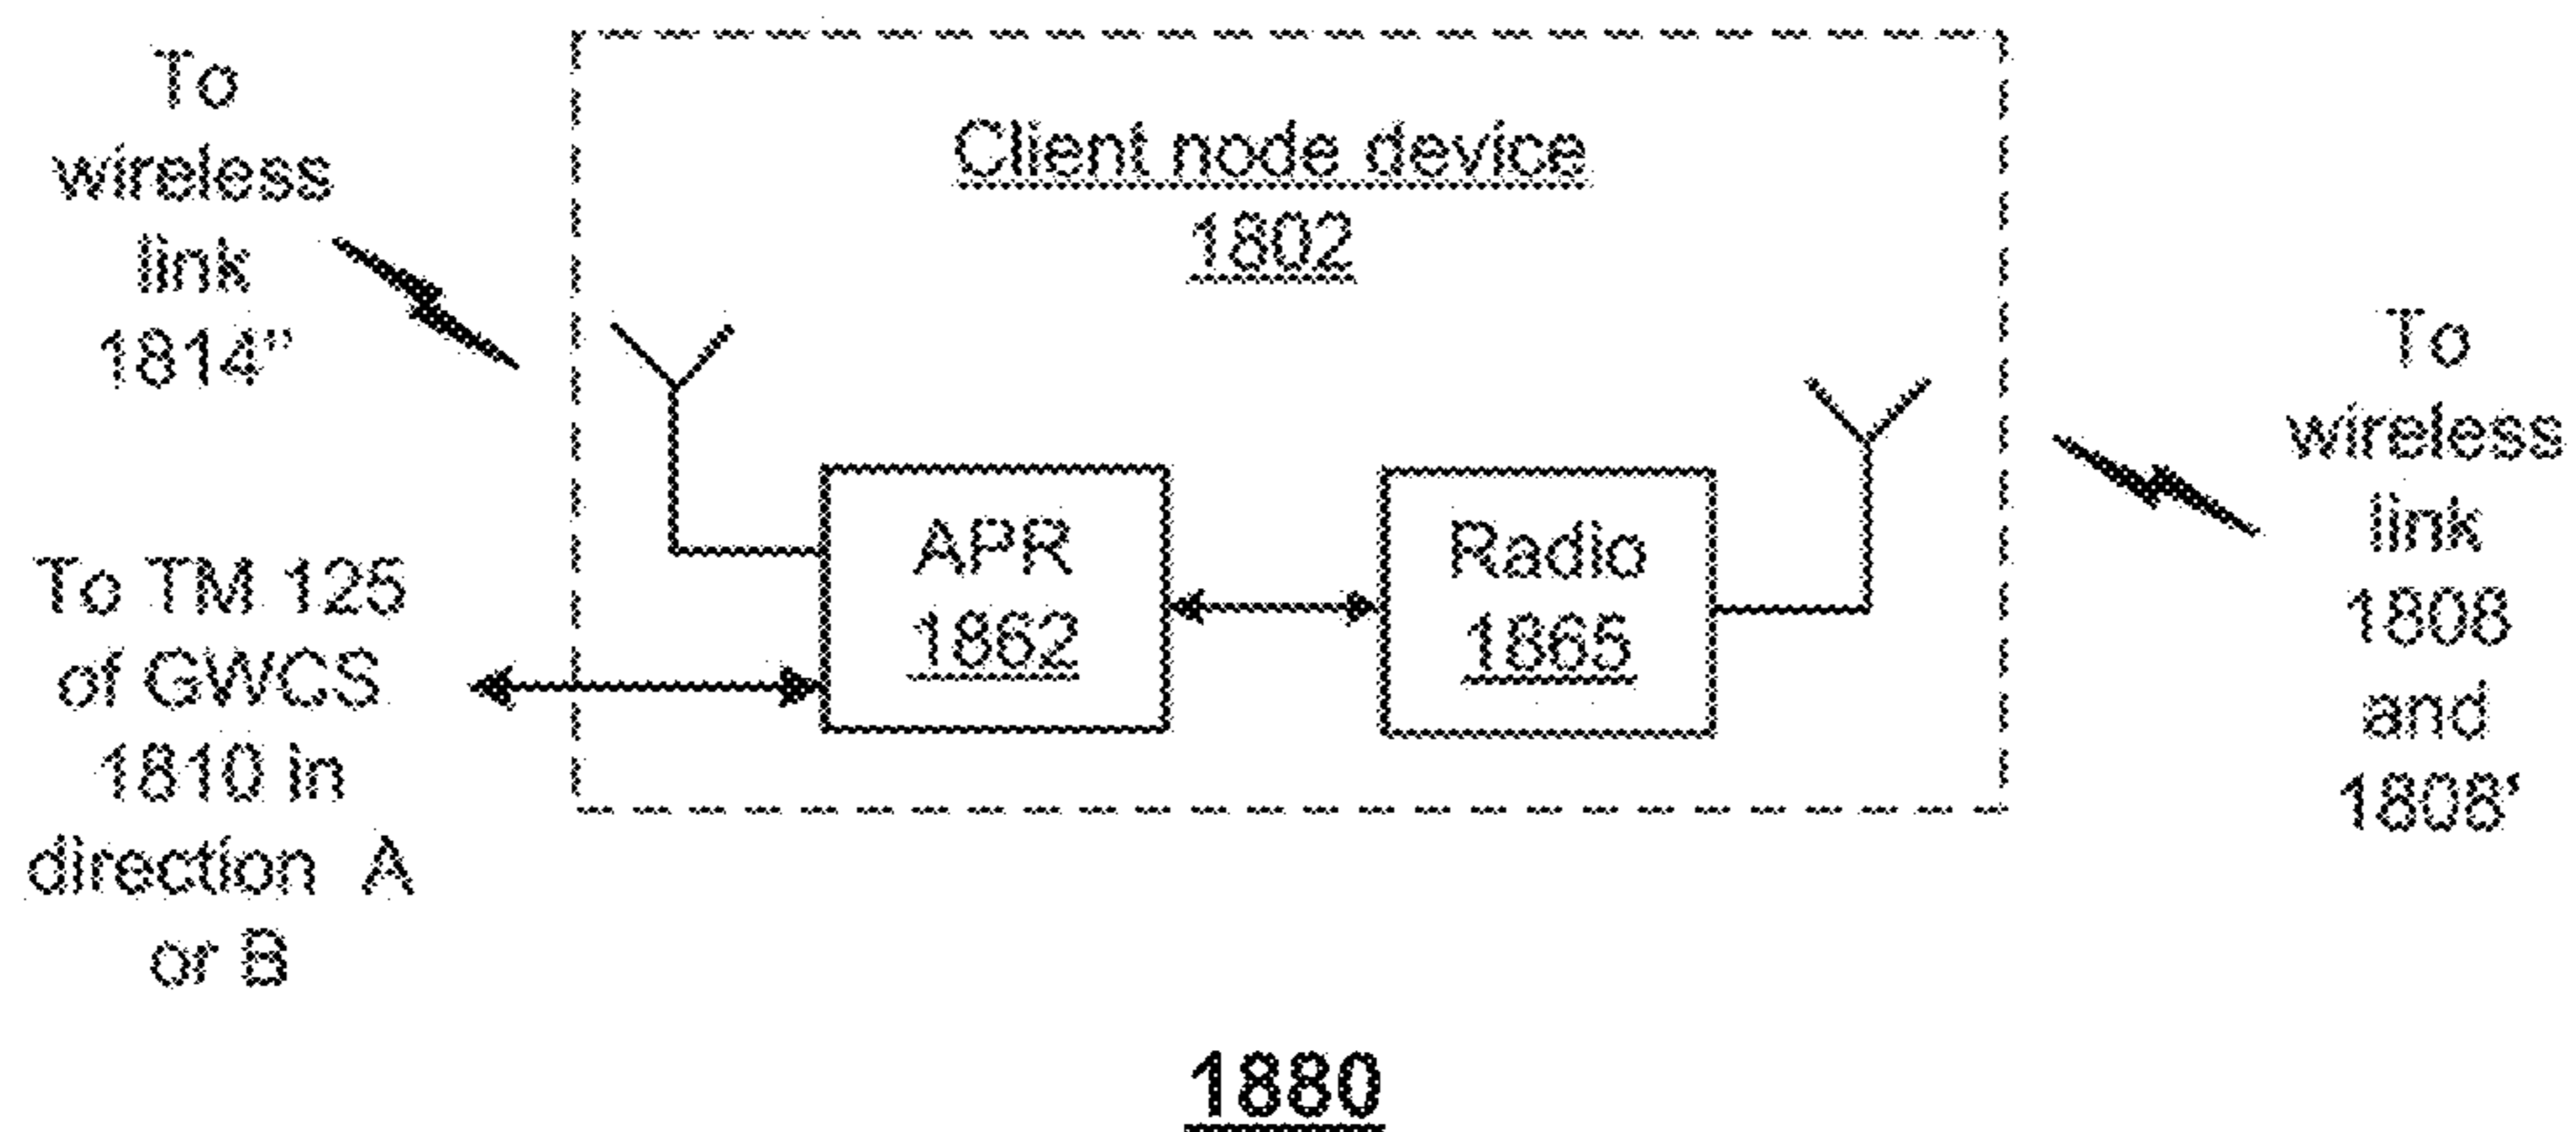 To
wireless
link
1814"
To TM 125
of GWCS
1810 in
direction A
or B
Client node device
1802
APR
1862
Radio
1865
To
wireless
link
1808
and
1808'
1880